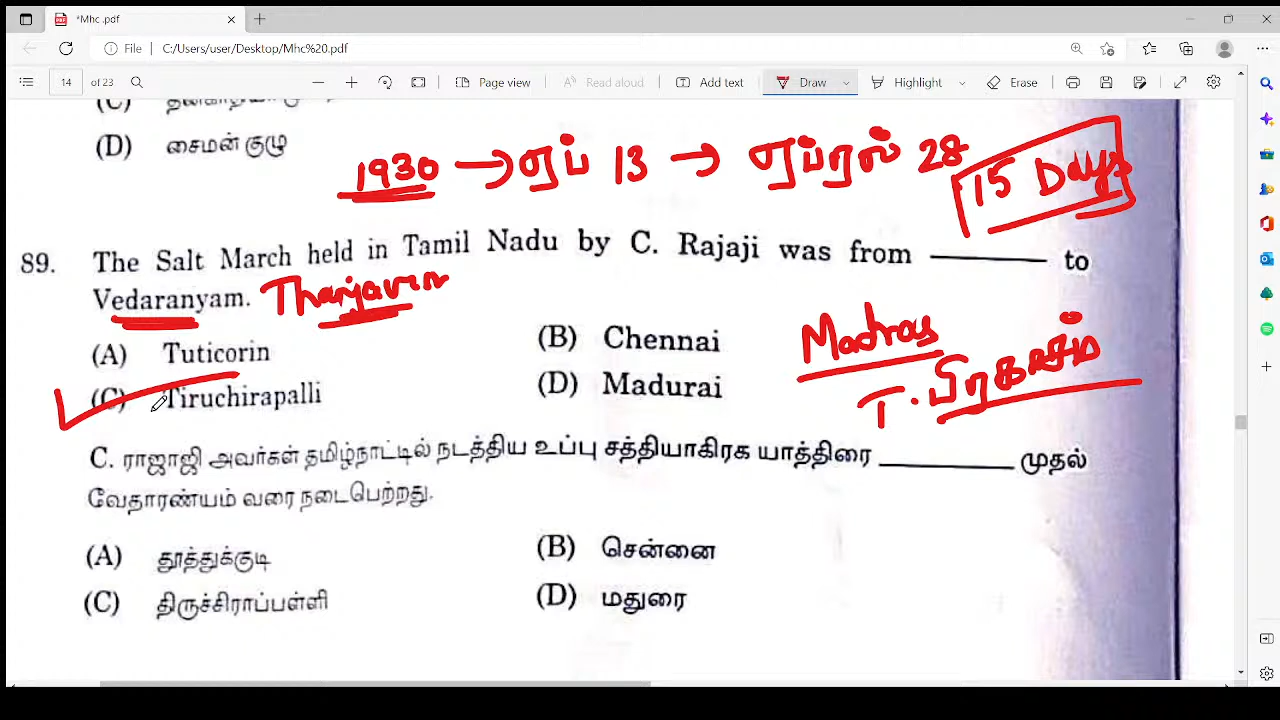 *Mhc .pdf
File C:/Users/user/Desktop/Mhc%20.pdf
14 of 23 Page view Read aloud Add text Draw Highlight Erase
(C)
(D) சைமன் குழு
1930 → ஏப் 13 → ஏப்ரல் 28
15 Days
89. The Salt March held in Tamil Nadu by C. Rajaji was from ________ to
Vedaranyam. Thanjavur
(A) Tuticorin (B) Chennai
Madras
(C) Tiruchirapalli (D) Madurai
T. பிரகாசம்
C. ராஜாஜி அவர்கள் தமிழ்நாட்டில் நடத்திய உப்பு சத்தியாகிரக யாத்திரை ________ முதல்
வேதாரண்யம் வரை நடைபெற்றது.
(A) தூத்துக்குடி (B) சென்னை
(C) திருச்சிராப்பள்ளி (D) மதுரை